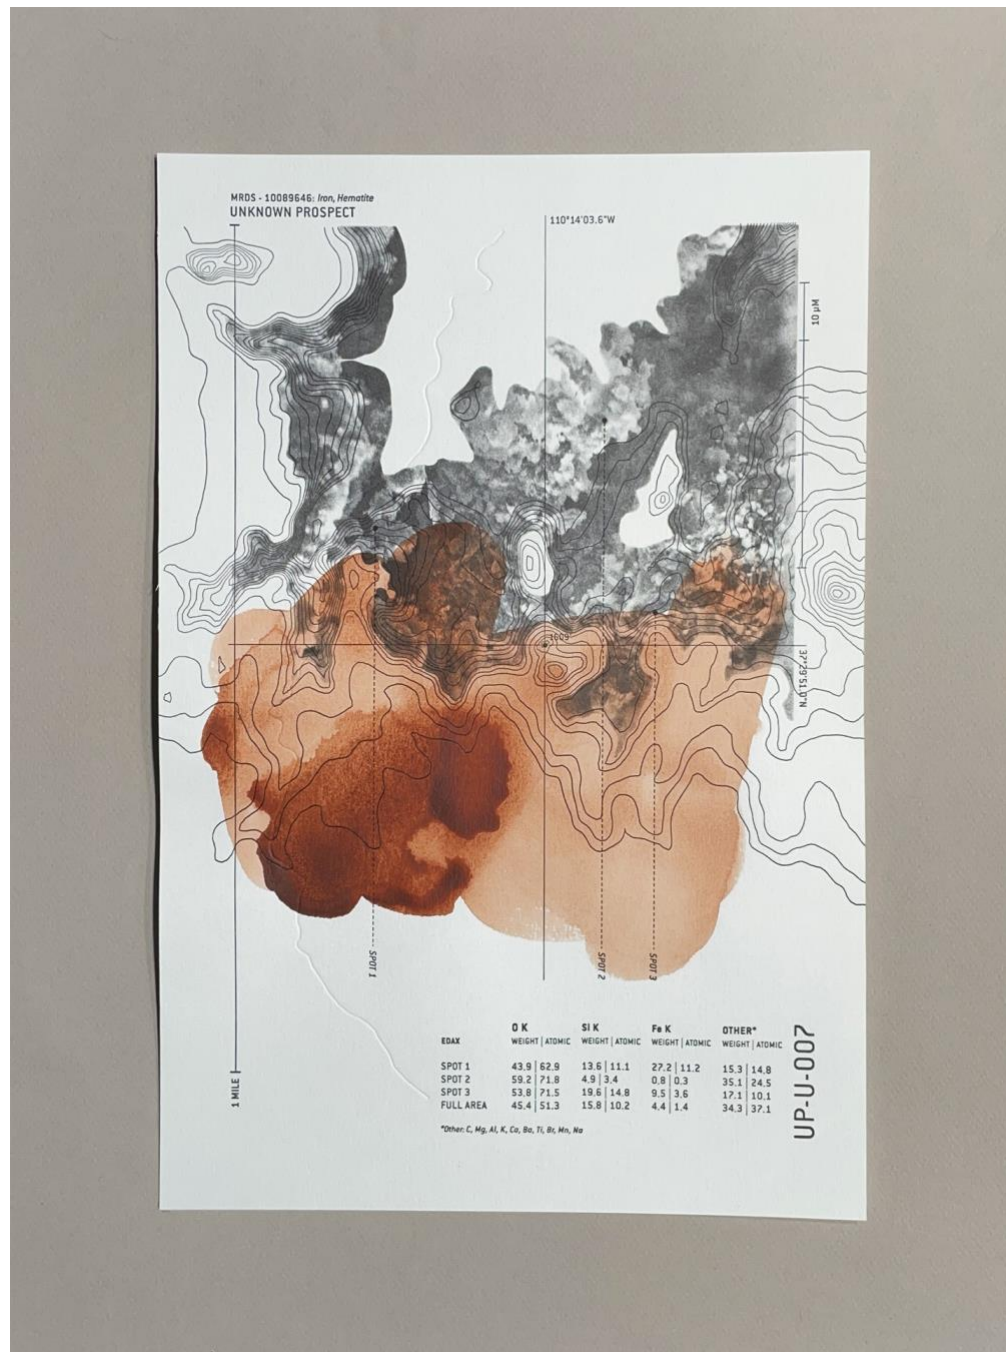 MRDS - 10089646: Iron, Hematite
UNKNOWN PROSPECT
110°14'03.6"W
10 µM
1609
37°29'51.0"N
SPOT 1
SPOT 2
SPOT 3
1 MILE
O K SI K Fe K OTHER*
EDAX WEIGHT | ATOMIC WEIGHT | ATOMIC WEIGHT | ATOMIC WEIGHT | ATOMIC
SPOT 1 43.9 | 62.9 13.6 | 11.1 27.2 | 11.2 15.3 | 14.8
SPOT 2 59.2 | 71.8 4.9 | 3.4 0.8 | 0.3 35.1 | 24.5
SPOT 3 53.8 | 71.5 19.6 | 14.8 9.5 | 3.6 17.1 | 10.1
FULL AREA 45.4 | 51.3 15.8 | 10.2 4.4 | 1.4 34.3 | 37.1
*Other: C, Mg, Al, K, Ca, Ba, Ti, Br, Mn, Na
UP-U-007